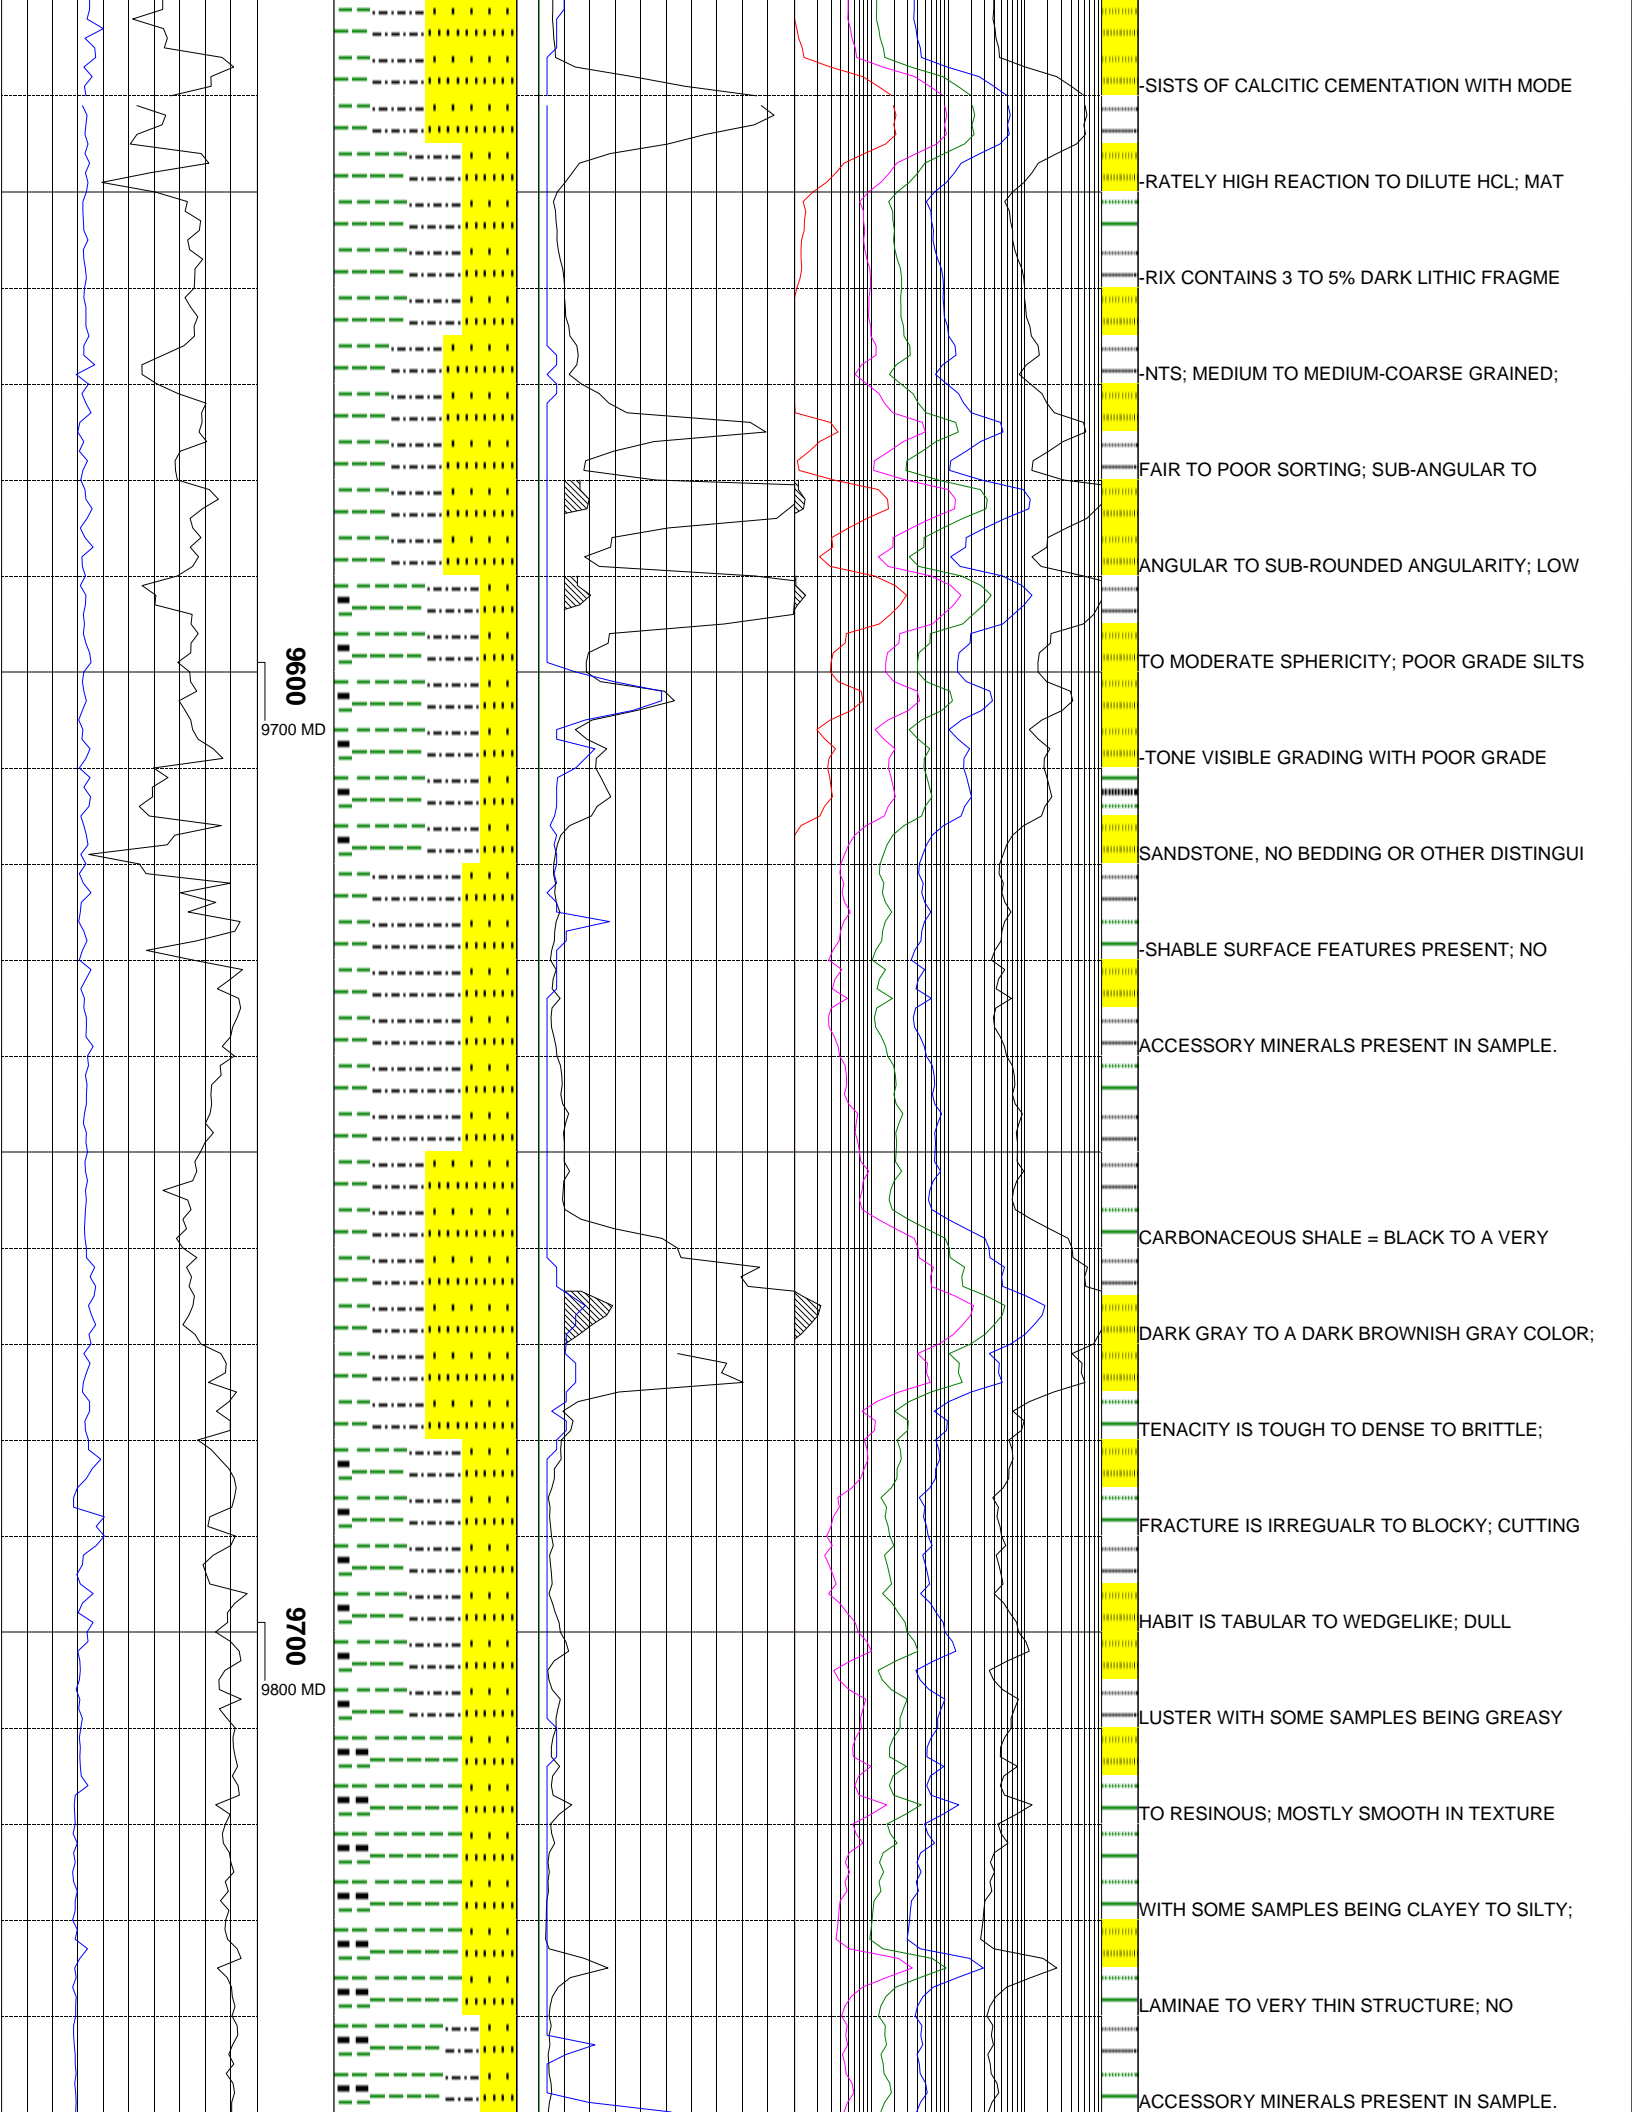 -SISTS OF CALCITIC CEMENTATION WITH MODE
-RATELY HIGH REACTION TO DILUTE HCL; MAT
-RIX CONTAINS 3 TO 5% DARK LITHIC FRAGME
-NTS; MEDIUM TO MEDIUM-COARSE GRAINED;
FAIR TO POOR SORTING; SUB-ANGULAR TO
ANGULAR TO SUB-ROUNDED ANGULARITY; LOW
9600
TO MODERATE SPHERICITY; POOR GRADE SILTS
9700 MD
-TONE VISIBLE GRADING WITH POOR GRADE
SANDSTONE, NO BEDDING OR OTHER DISTINGUI
-SHABLE SURFACE FEATURES PRESENT; NO
ACCESSORY MINERALS PRESENT IN SAMPLE.
CARBONACEOUS SHALE = BLACK TO A VERY
DARK GRAY TO A DARK BROWNISH GRAY COLOR;
TENACITY IS TOUGH TO DENSE TO BRITTLE;
FRACTURE IS IRREGUALR TO BLOCKY; CUTTING
9700
HABIT IS TABULAR TO WEDGELIKE; DULL
9800 MD
LUSTER WITH SOME SAMPLES BEING GREASY
TO RESINOUS; MOSTLY SMOOTH IN TEXTURE
WITH SOME SAMPLES BEING CLAYEY TO SILTY;
LAMINAE TO VERY THIN STRUCTURE; NO
ACCESSORY MINERALS PRESENT IN SAMPLE.